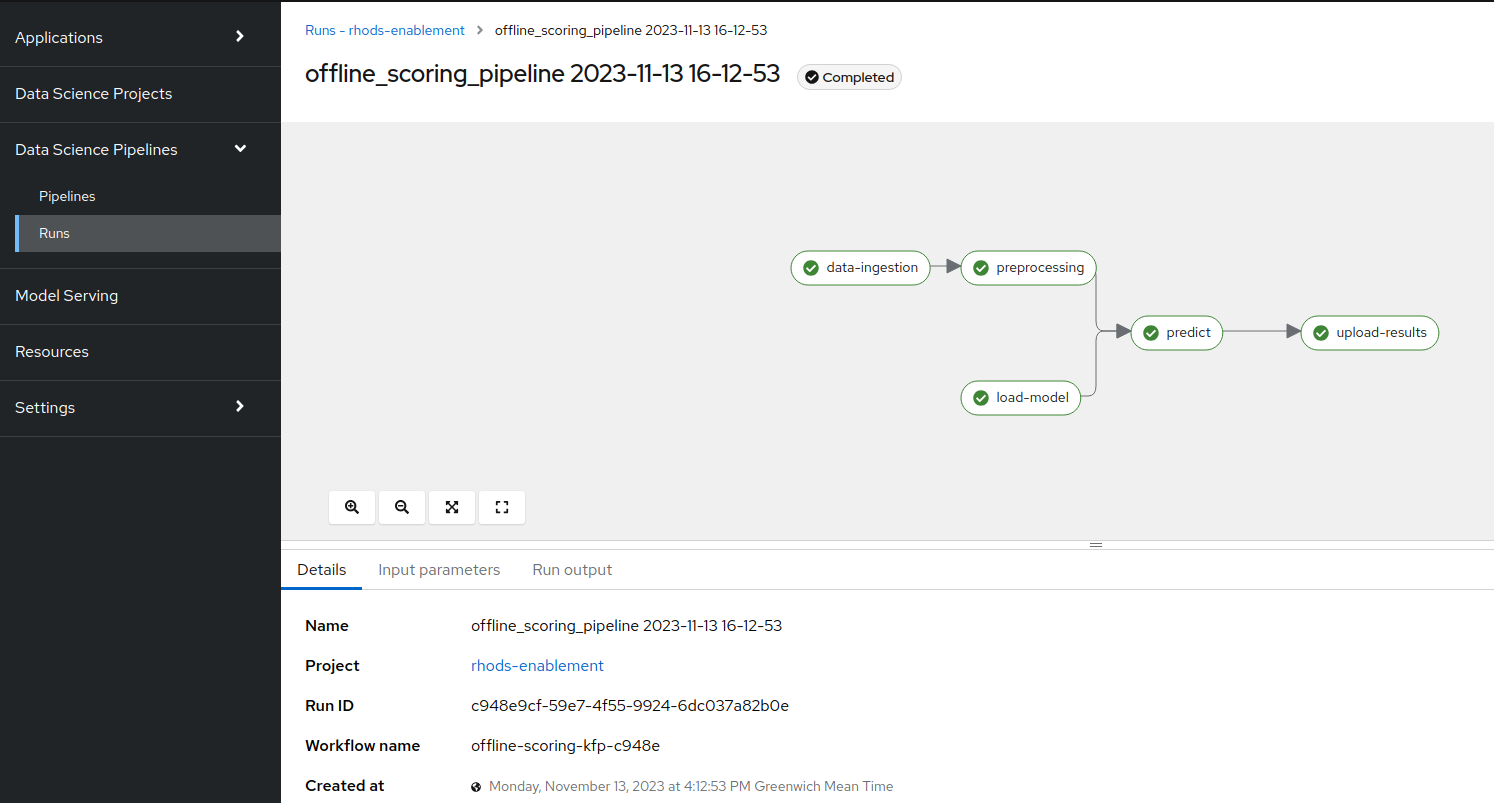 Applications
Data Science Projects
Data Science Pipelines
Pipelines
Runs
Model Serving
Resources
Settings
Runs - rhods-enablement > offline_scoring_pipeline 2023-11-13 16-12-53
offline_scoring_pipeline 2023-11-13 16-12-53 Completed
data-ingestion
preprocessing
predict
upload-results
load-model
Details Input parameters Run output
Name offline_scoring_pipeline 2023-11-13 16-12-53
Project rhods-enablement
Run ID c948e9cf-59e7-4f55-9924-6dc037a82b0e
Workflow name offline-scoring-kfp-c948e
Created at Monday, November 13, 2023 at 4:12:53 PM Greenwich Mean Time